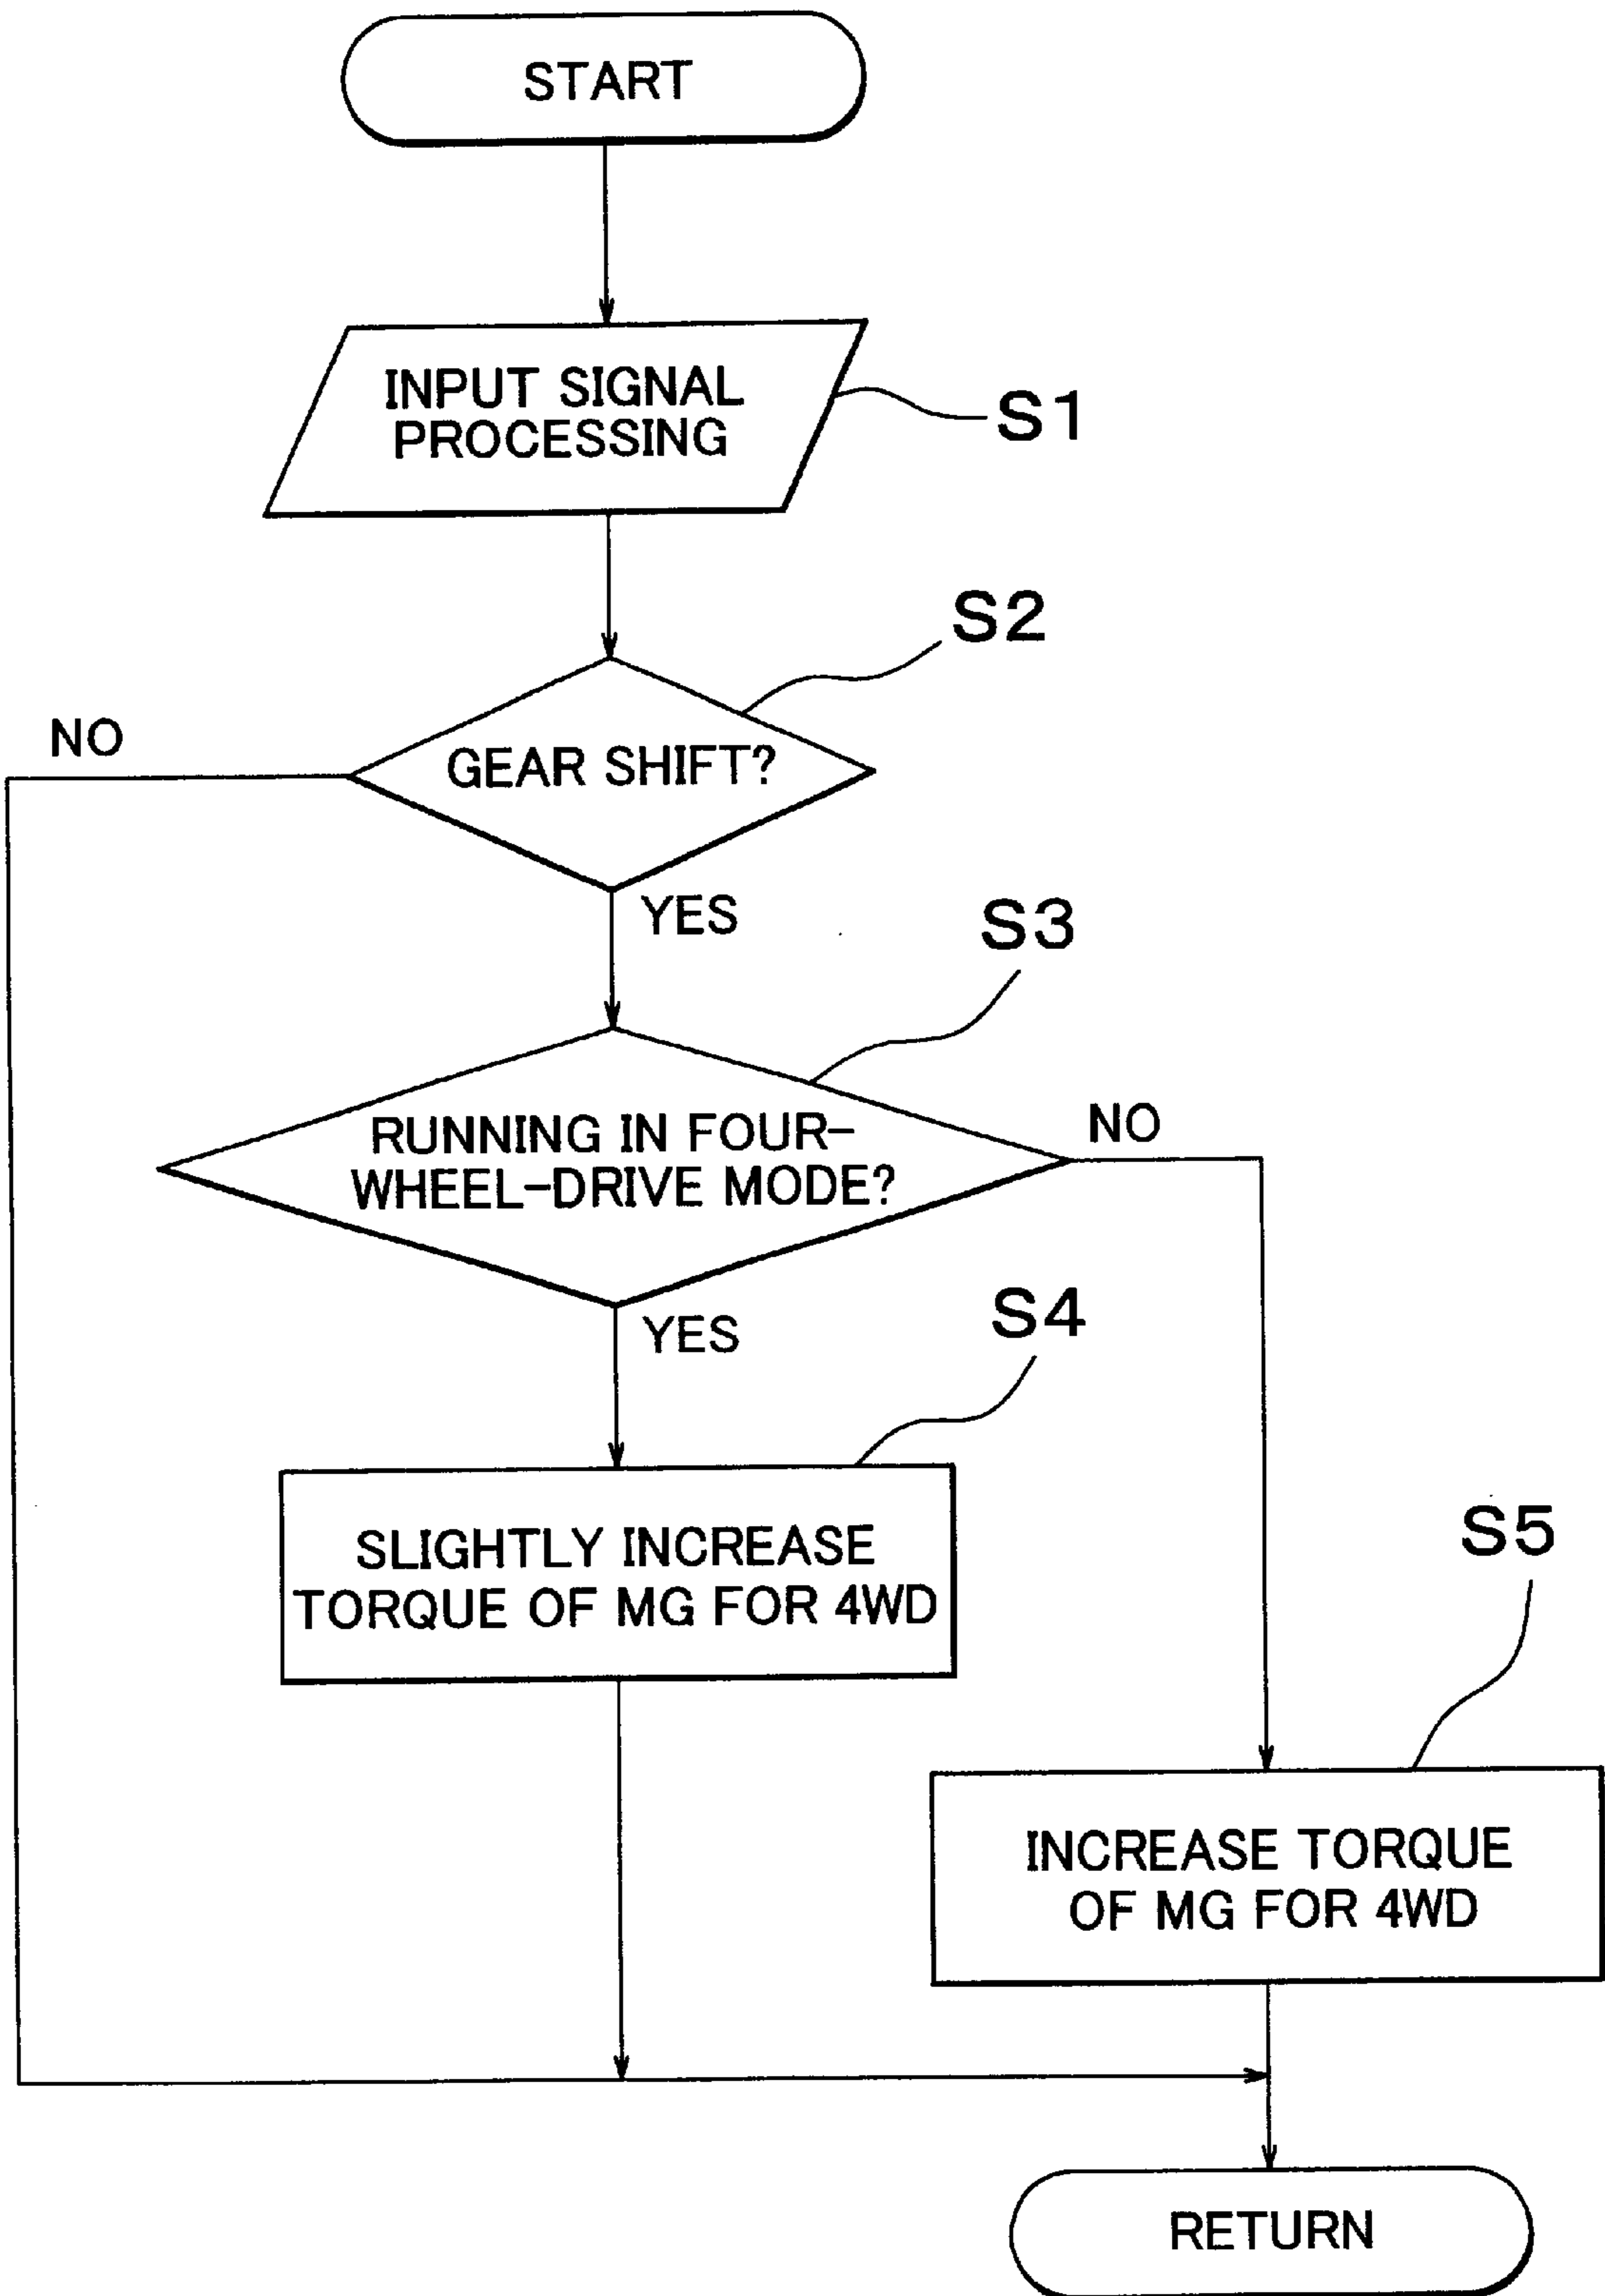 START
INPUT SIGNAL
PROCESSING
S1
S2
NO
GEAR SHIFT?
YES
S3
RUNNING IN FOUR-
WHEEL-DRIVE MODE?
NO
YES
S4
SLIGHTLY INCREASE
TORQUE OF MG FOR 4WD
S5
INCREASE TORQUE
OF MG FOR 4WD
RETURN